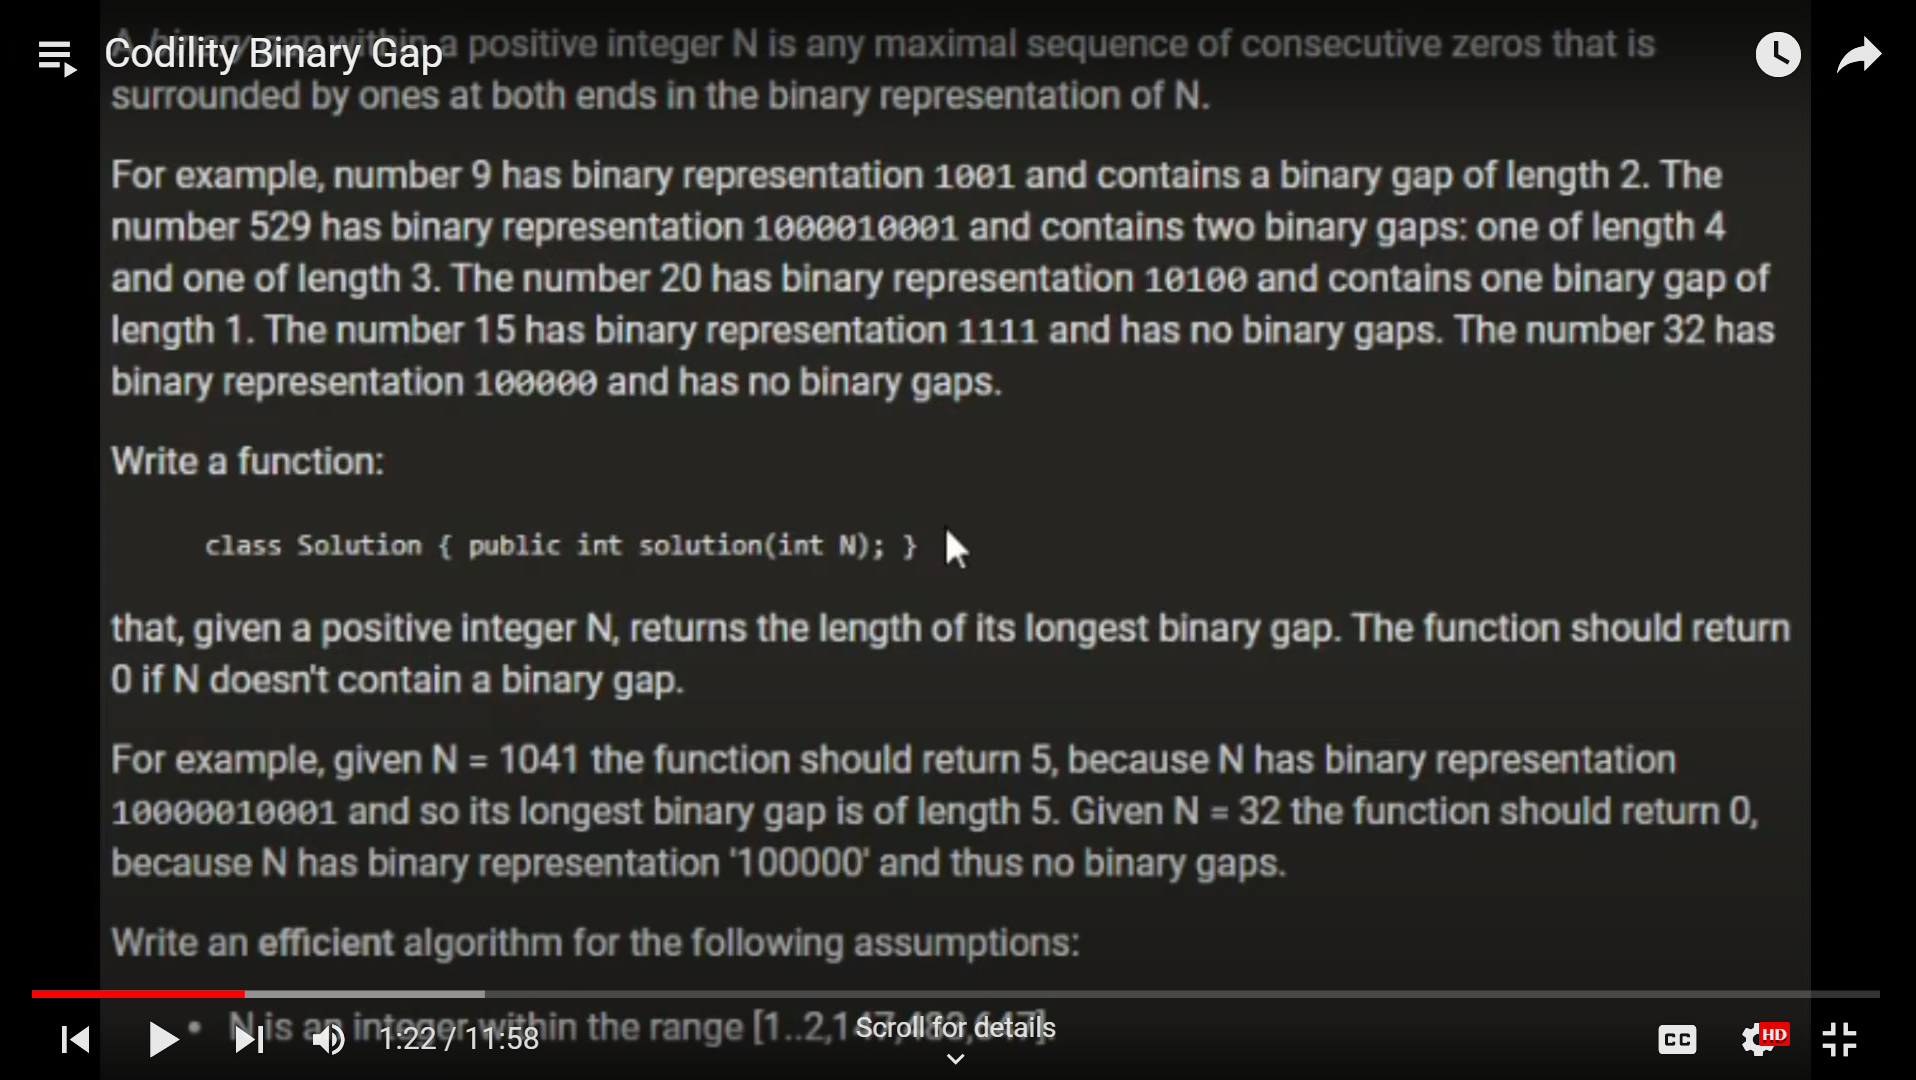 Codility Binary Gap
a positive integer N is any maximal sequence of consecutive zeros that is
surrounded by ones at both ends in the binary representation of N.
For example, number 9 has binary representation 1001 and contains a binary gap of length 2. The
number 529 has binary representation 1000010001 and contains two binary gaps: one of length 4
and one of length 3. The number 20 has binary representation 10100 and contains one binary gap of
length 1. The number 15 has binary representation 1111 and has no binary gaps. The number 32 has
binary representation 100000 and has no binary gaps.
Write a function:
class Solution { public int solution(int N); }
that, given a positive integer N, returns the length of its longest binary gap. The function should return
0 if N doesn't contain a binary gap.
For example, given N = 1041 the function should return 5, because N has binary representation
10000010001 and so its longest binary gap is of length 5. Given N = 32 the function should return 0,
because N has binary representation '100000' and thus no binary gaps.
Write an efficient algorithm for the following assumptions:
N is an integer within the range
Scroll for details
1:22 / 11:58
CC
HD